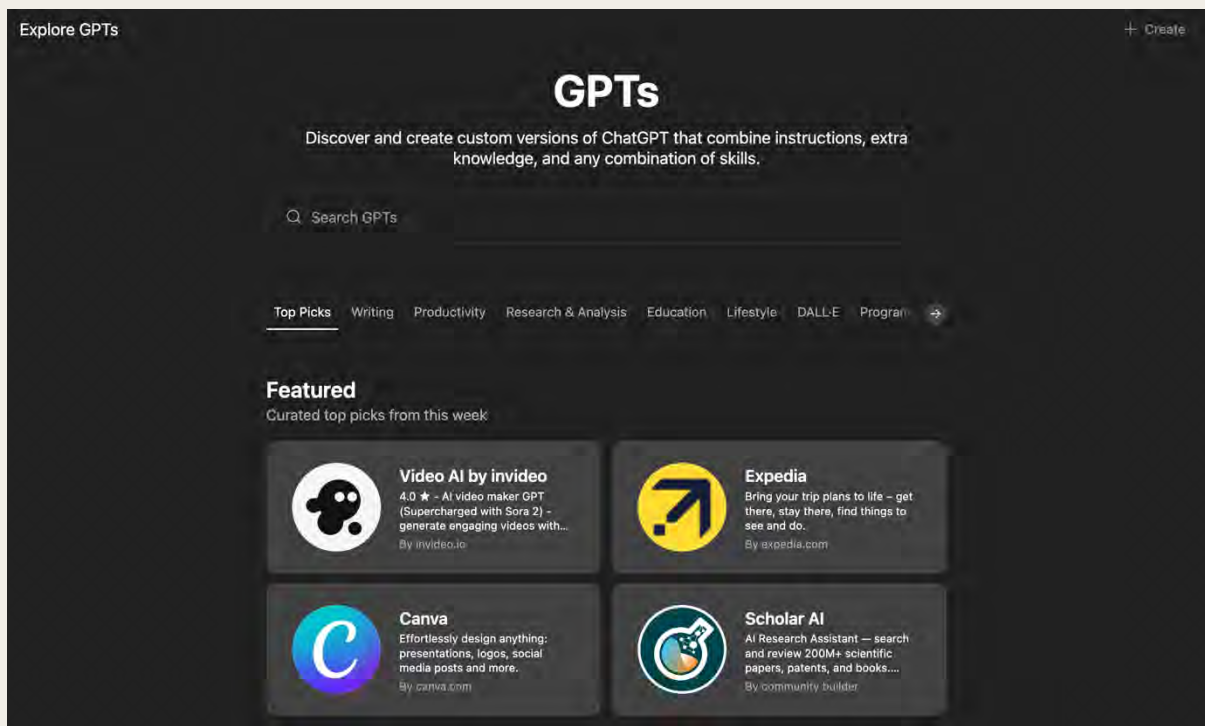 Explore GPTs
+ Create
GPTs
Discover and create custom versions of ChatGPT that combine instructions, extra
knowledge, and any combination of skills.
Search GPTs
Top Picks Writing Productivity Research & Analysis Education Lifestyle DALL·E Program
Featured
Curated top picks from this week
Video AI by invideo
4.0 ★ - AI video maker GPT
(Supercharged with Sora 2) -
generate engaging videos with...
By invideo.io
Expedia
Bring your trip plans to life – get
there, stay there, find things to
see and do.
By expedia.com
Canva
Effortlessly design anything:
presentations, logos, social
media posts and more.
By canva.com
Scholar AI
AI Research Assistant — search
and review 200M+ scientific
papers, patents, and books....
By community builder